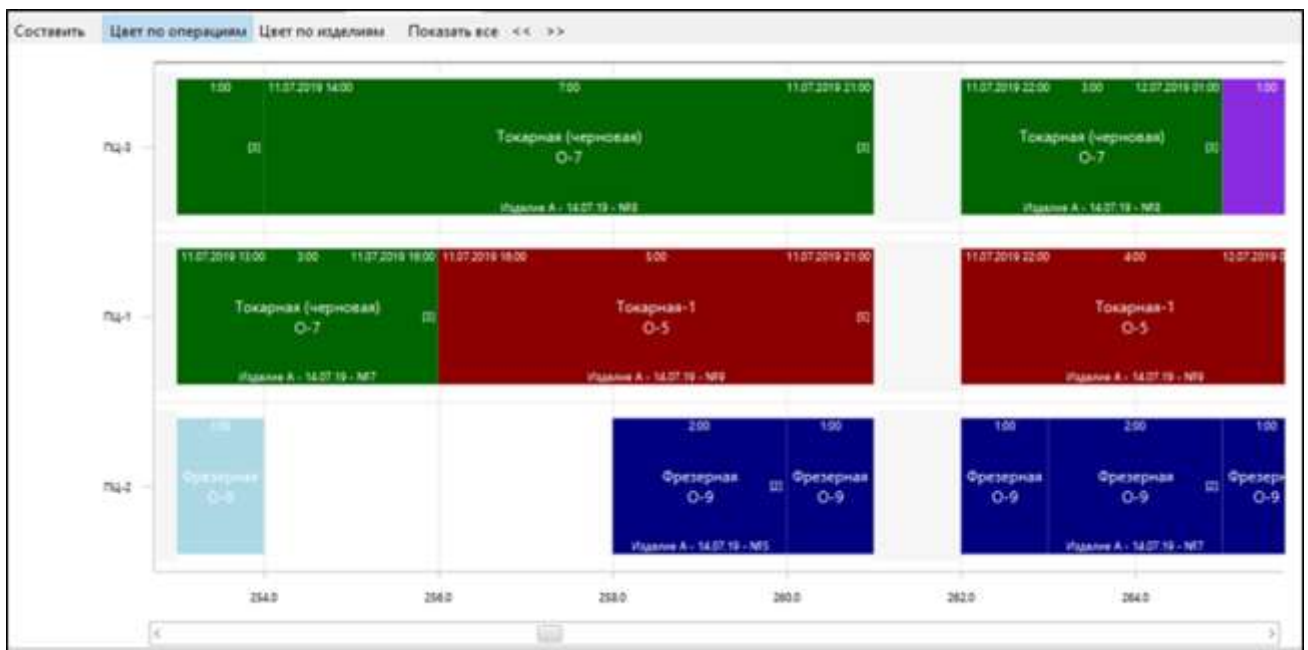 Составить Цвет по операциям Цвет по изделиям Показать все << >>
1:00 11.07.2019 14:00 7:00 11.07.2019 21:00 11.07.2019 22:00 3:00 12.07.2019 01:00 1:00
ПЦ-3
Токарная (черновая) Токарная (черновая)
О-7 О-7
Изделие А - 14.07.19 - №8 Изделие А - 14.07.19 - №8
11.07.2019 13:00 3:00 11.07.2019 16:00 11.07.2019 16:00 5:00 11.07.2019 21:00 11.07.2019 22:00 4:00
ПЦ-1
Токарная (черновая) Токарная-1 Токарная-1
О-7 О-5 О-5
Изделие А - 14.07.19 - №7 Изделие А - 14.07.19 - №9 Изделие А - 14.07.19 - №9
1:00 2:00 1:00 1:00 2:00 1:00
ПЦ-2
Фрезерная Фрезерная Фрезерная Фрезерная Фрезерная
О-9 [2] О-9 О-9 О-9 [2] О-9
Изделие А - 14.07.19 - №5 Изделие А - 14.07.19 - №7
254.0 256.0 258.0 260.0 262.0 264.0